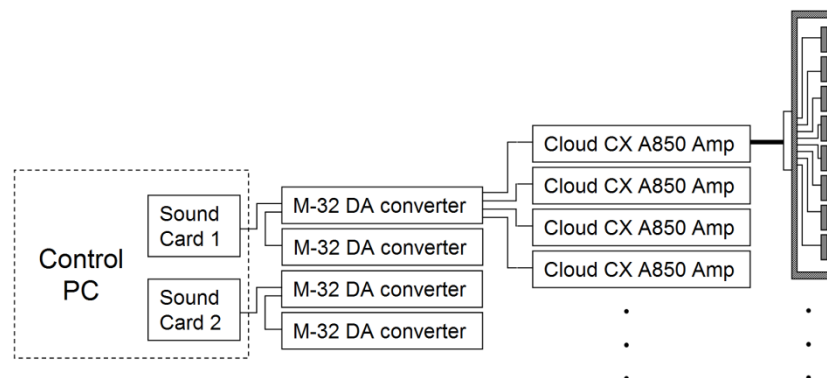 Control
PC
Sound
Card 1
Sound
Card 2
M-32 DA converter
M-32 DA converter
M-32 DA converter
M-32 DA converter
Cloud CX A850 Amp
Cloud CX A850 Amp
Cloud CX A850 Amp
Cloud CX A850 Amp